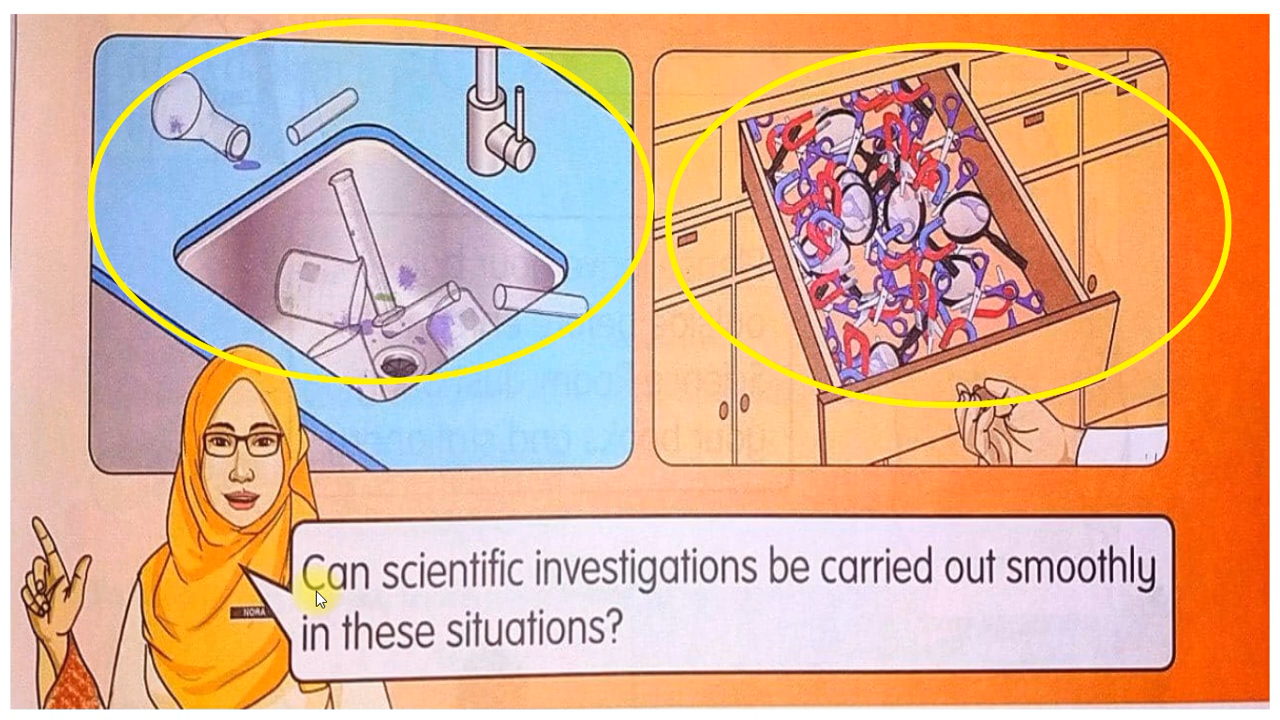 NORA
Can scientific investigations be carried out smoothly
in these situations?